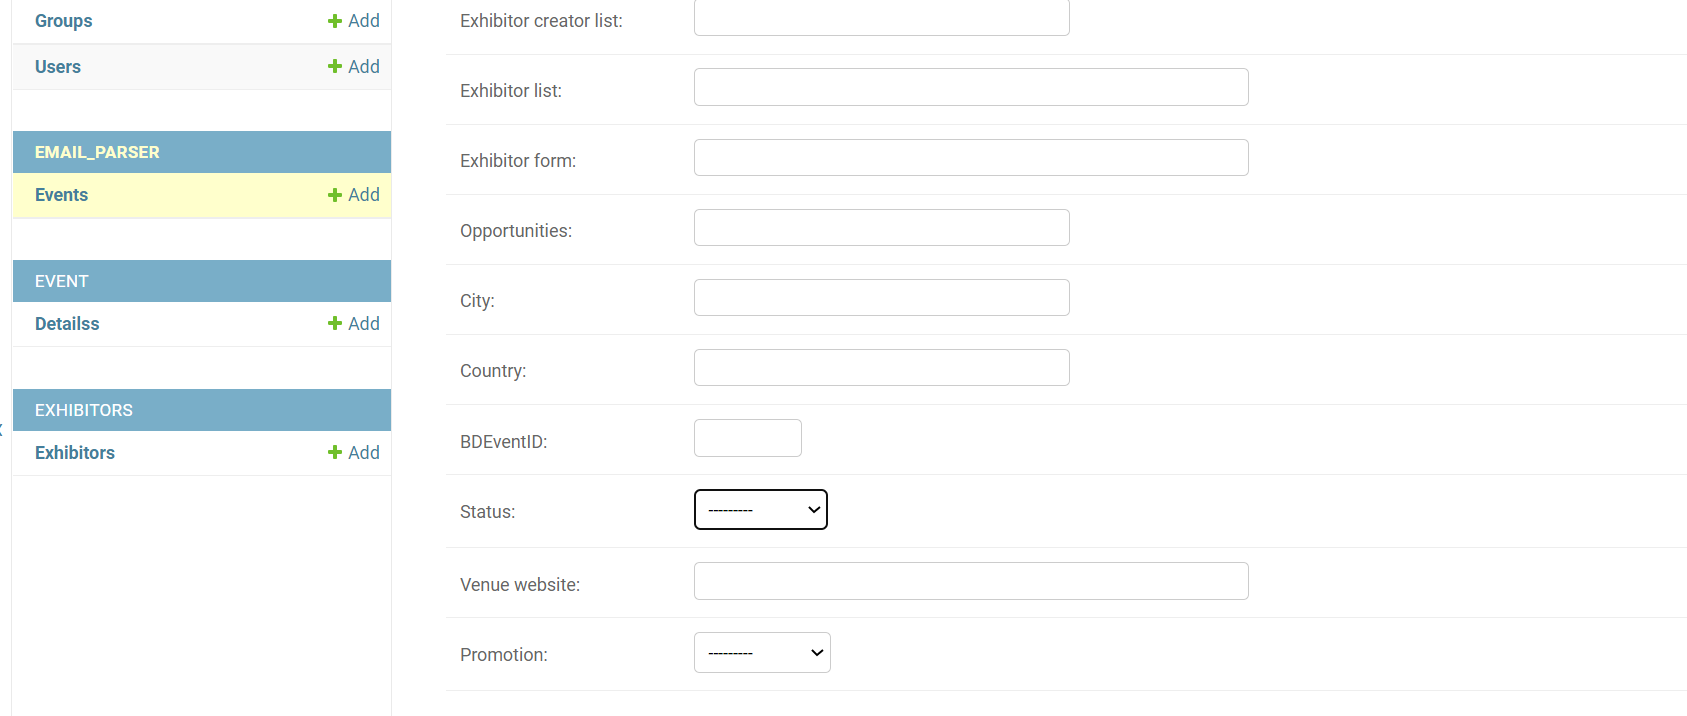 Groups
Add
Users
Add
EMAIL_PARSER
Events
Add
EVENT
Detailss
Add
EXHIBITORS
Exhibitors
Add
Exhibitor creator list:
Exhibitor list:
Exhibitor form:
Opportunities:
City:
Country:
BDEventID:
Status:
---------
Venue website:
Promotion:
---------